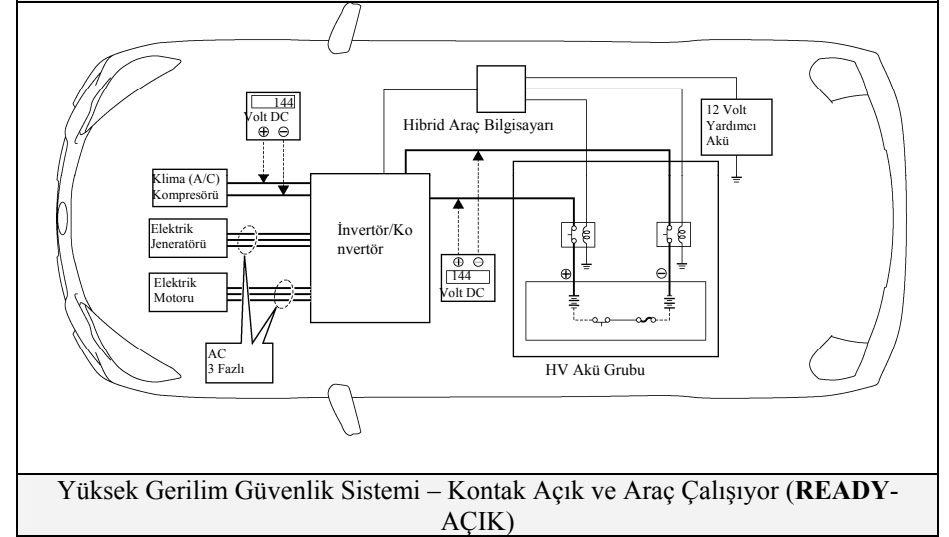 144
Volt DC
⊕ ⊖
Hibrid Araç Bilgisayarı
12 Volt
Yardımcı
Akü
Klima (A/C)
Kompresörü
Elektrik
Jeneratörü
Elektrik
Motoru
İnvertör/Ko
nvertör
⊕ ⊖
144
Volt DC
⊕ ⊖
AC
3 Fazlı
HV Akü Grubu
Yüksek Gerilim Güvenlik Sistemi – Kontak Açık ve Araç Çalışıyor (READY-
AÇIK)